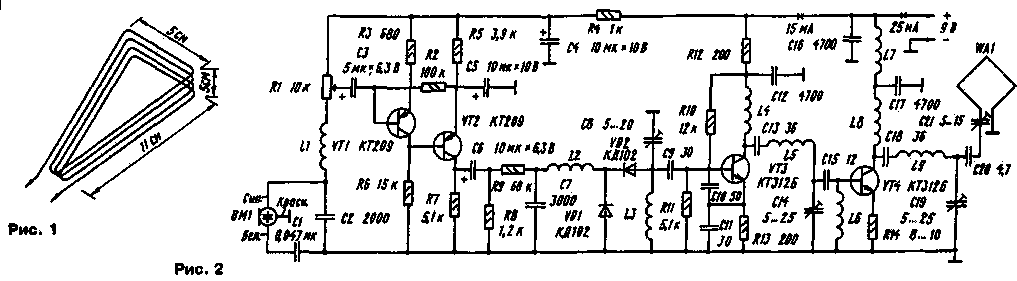 5 см
5см
11 см
Рис. 1
R3 680
C3
5 мк × 6,3 В
R1 10 к
R2
180 к
R5 3,9 к
C5 10 мк × 10 В
C4 10 мк × 10 В
R4 1 к
VT1 КТ209
VT2 КТ209
L1
C6 10 мк × 6,3 В
R6 15 к
R7
5,1 к
R9 68 к
R8
1,2 к
C7
3000
L2
VD1
КД102
C8 5...20
VD2
КД102
C9 30
L3
R11
5,1 к
R10
12 к
C10 50
C11
30
R12 200
C12 4700
L4
C13 36
L5
VT3
КТ312Б
C14
5...25
R13 200
C15 12
L6
15 мА
C16 4700
25 мА
+
9 В
-
L7
C17 4700
L8
C18 36
L9
VT4 КТ312Б
C19
5...25
R14 8...10
C20 4,7
C21 5...15
WA1
Син.
Красн.
BM1
Бел.
C1
0,047 мк
C2 2000
Рис. 2